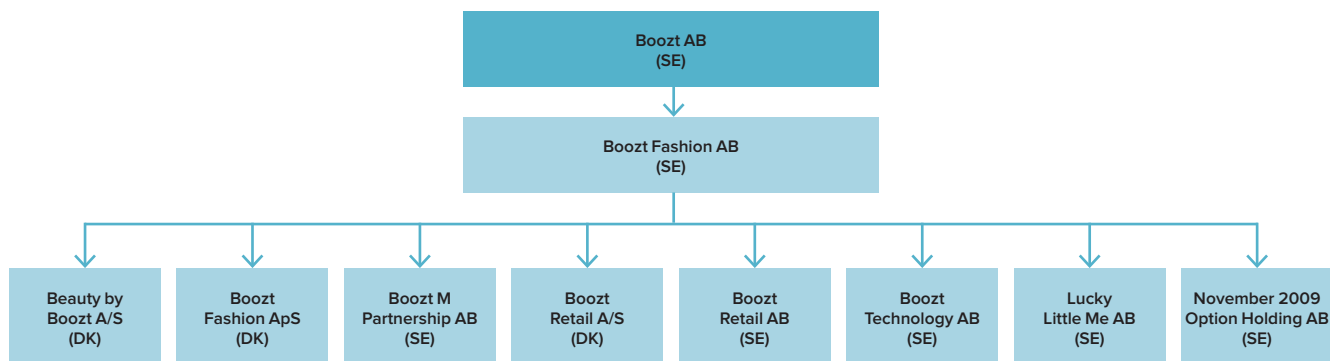 Boozt AB
(SE)
Boozt Fashion AB
(SE)
Beauty by
Boozt A/S
(DK)
Boozt
Fashion ApS
(DK)
Boozt M
Partnership AB
(SE)
Boozt
Retail A/S
(DK)
Boozt
Retail AB
(SE)
Boozt
Technology AB
(SE)
Lucky
Little Me AB
(SE)
November 2009
Option Holding AB
(SE)